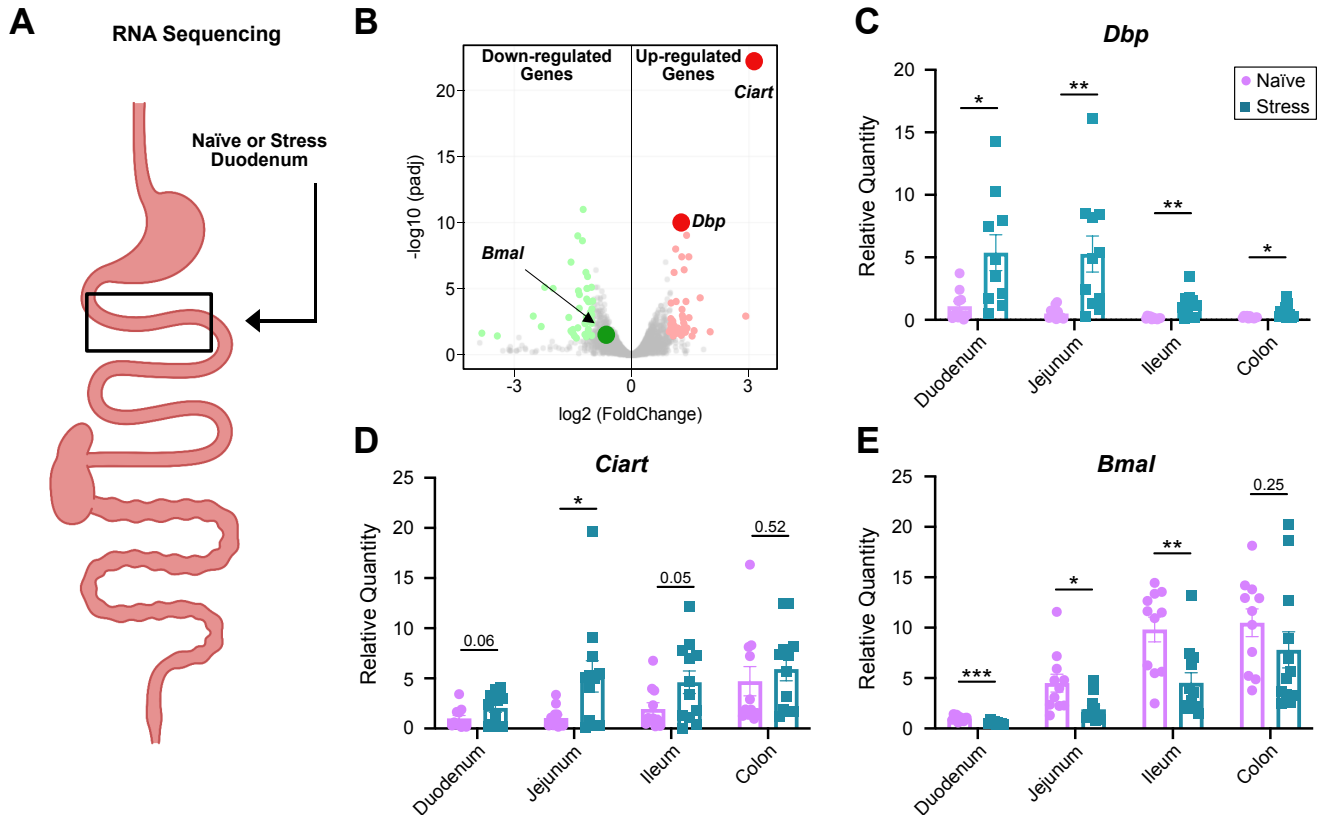 A
RNA Sequencing
Naïve or Stress
Duodenum
B
Down-regulated
Genes
Up-regulated
Genes
Ciart
Dbp
Bmal
20
15
10
5
0
-log10 (padj)
-3
0
3
log2 (FoldChange)
C
Dbp
Naïve
Stress
Relative Quantity
20
15
10
5
0
*
**
**
*
Duodenum
Jejunum
Ileum
Colon
D
Ciart
Relative Quantity
25
20
15
10
5
0
0.06
*
0.05
0.52
Duodenum
Jejunum
Ileum
Colon
E
Bmal
Relative Quantity
25
20
15
10
5
0
***
*
**
0.25
Duodenum
Jejunum
Ileum
Colon